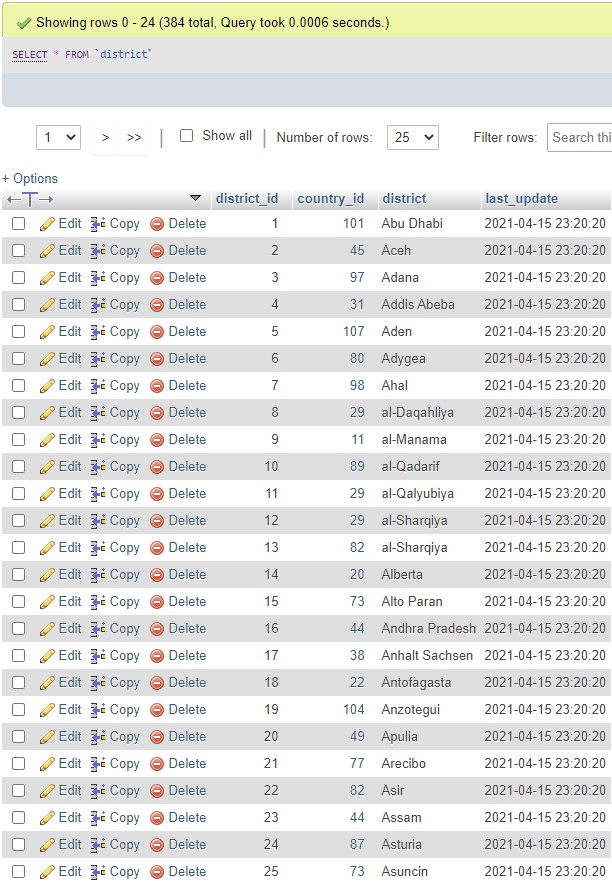 Showing rows 0 - 24 (384 total, Query took 0.0006 seconds.)
SELECT * FROM `district`
1 > >> | Show all | Number of rows: 25 Filter rows: Search thi
+ Options
←T→ district_id country_id district last_update
Edit Copy Delete 1 101 Abu Dhabi 2021-04-15 23:20:20
Edit Copy Delete 2 45 Aceh 2021-04-15 23:20:20
Edit Copy Delete 3 97 Adana 2021-04-15 23:20:20
Edit Copy Delete 4 31 Addis Abeba 2021-04-15 23:20:20
Edit Copy Delete 5 107 Aden 2021-04-15 23:20:20
Edit Copy Delete 6 80 Adygea 2021-04-15 23:20:20
Edit Copy Delete 7 98 Ahal 2021-04-15 23:20:20
Edit Copy Delete 8 29 al-Daqahliya 2021-04-15 23:20:20
Edit Copy Delete 9 11 al-Manama 2021-04-15 23:20:20
Edit Copy Delete 10 89 al-Qadarif 2021-04-15 23:20:20
Edit Copy Delete 11 29 al-Qalyubiya 2021-04-15 23:20:20
Edit Copy Delete 12 29 al-Sharqiya 2021-04-15 23:20:20
Edit Copy Delete 13 82 al-Sharqiya 2021-04-15 23:20:20
Edit Copy Delete 14 20 Alberta 2021-04-15 23:20:20
Edit Copy Delete 15 73 Alto Paran 2021-04-15 23:20:20
Edit Copy Delete 16 44 Andhra Pradesh 2021-04-15 23:20:20
Edit Copy Delete 17 38 Anhalt Sachsen 2021-04-15 23:20:20
Edit Copy Delete 18 22 Antofagasta 2021-04-15 23:20:20
Edit Copy Delete 19 104 Anzotegui 2021-04-15 23:20:20
Edit Copy Delete 20 49 Apulia 2021-04-15 23:20:20
Edit Copy Delete 21 77 Arecibo 2021-04-15 23:20:20
Edit Copy Delete 22 82 Asir 2021-04-15 23:20:20
Edit Copy Delete 23 44 Assam 2021-04-15 23:20:20
Edit Copy Delete 24 87 Asturia 2021-04-15 23:20:20
Edit Copy Delete 25 73 Asuncin 2021-04-15 23:20:20